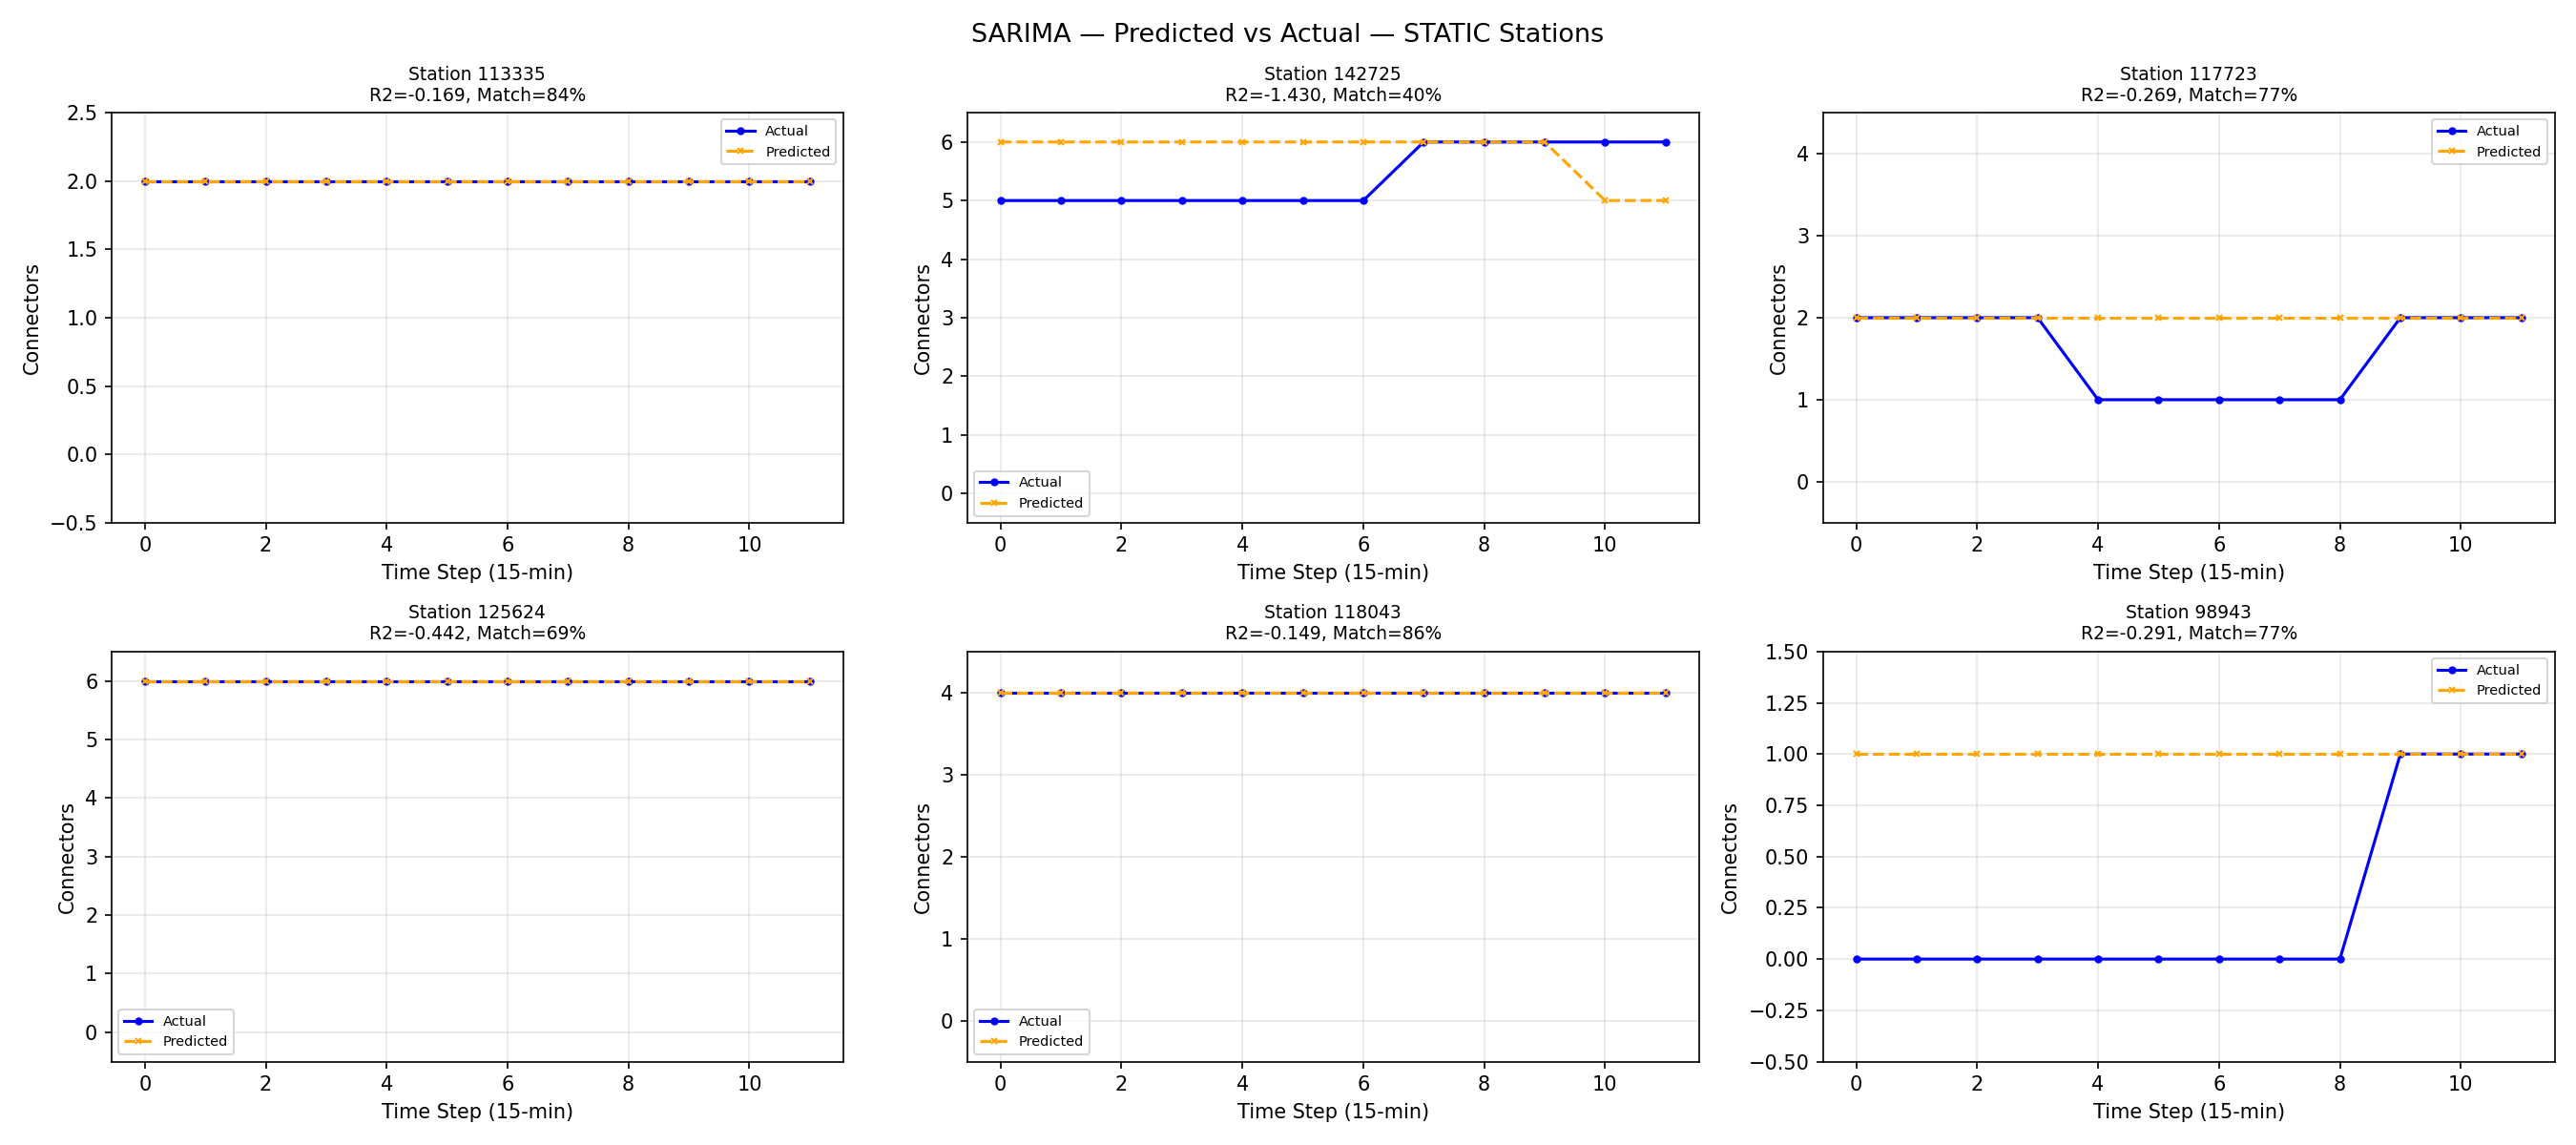 SARIMA — Predicted vs Actual — STATIC Stations
Station 113335
R2=-0.169, Match=84%
2.5
2.0
1.5
1.0
0.5
0.0
−0.5
Connectors
Actual
Predicted
0 2 4 6 8 10
Time Step (15-min)
Station 142725
R2=-1.430, Match=40%
6
5
4
3
2
1
0
Connectors
Actual
Predicted
0 2 4 6 8 10
Time Step (15-min)
Station 117723
R2=-0.269, Match=77%
4
3
2
1
0
Connectors
Actual
Predicted
0 2 4 6 8 10
Time Step (15-min)
Station 125624
R2=-0.442, Match=69%
6
5
4
3
2
1
0
Connectors
Actual
Predicted
0 2 4 6 8 10
Time Step (15-min)
Station 118043
R2=-0.149, Match=86%
4
3
2
1
0
Connectors
Actual
Predicted
0 2 4 6 8 10
Time Step (15-min)
Station 98943
R2=-0.291, Match=77%
1.50
1.25
1.00
0.75
0.50
0.25
0.00
−0.25
−0.50
Connectors
Actual
Predicted
0 2 4 6 8 10
Time Step (15-min)